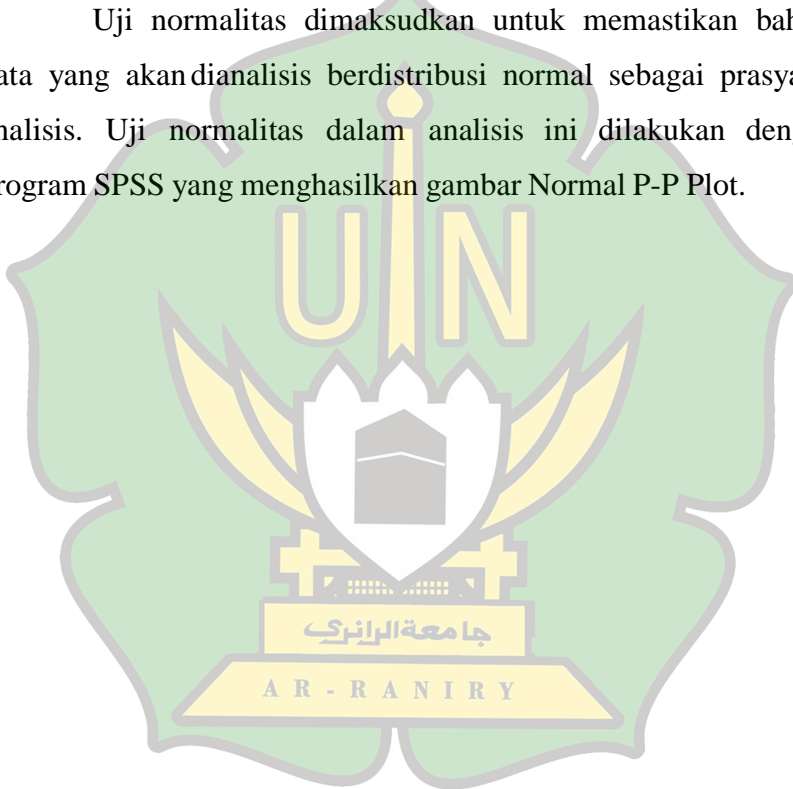 Uji normalitas dimaksudkan untuk memastikan bah
ata yang akan dianalisis berdistribusi normal sebagai prasya
nalisis. Uji normalitas dalam analisis ini dilakukan deng
rogram SPSS yang menghasilkan gambar Normal P-P Plot.
UIN
جامعة الرانري
AR-RANIRY